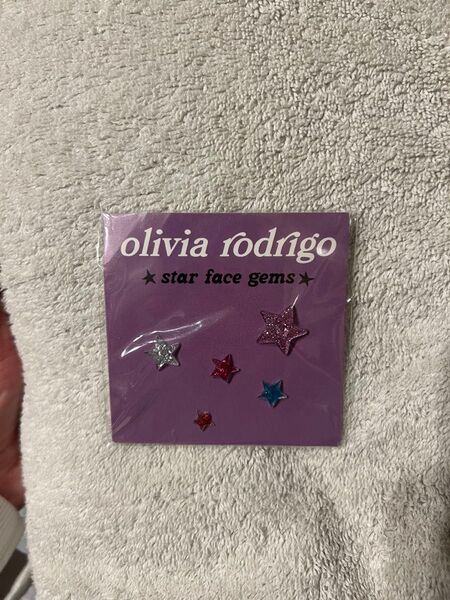 olivia rodrigo
★ star face gems ★